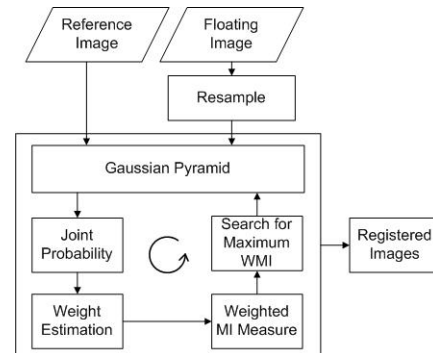 Reference
Image
Floating
Image
Resample
Gaussian Pyramid
Joint
Probability
Search for
Maximum
WMI
Registered
Images
Weight
Estimation
Weighted
MI Measure